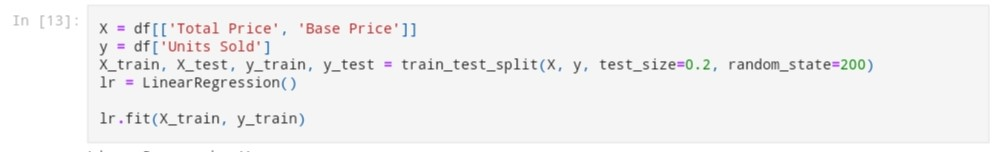 In [13]:
X = df[['Total Price', 'Base Price']]
y = df['Units Sold']
X_train, X_test, y_train, y_test = train_test_split(X, y, test_size=0.2, random_state=200)
lr = LinearRegression()
lr.fit(X_train, y_train)